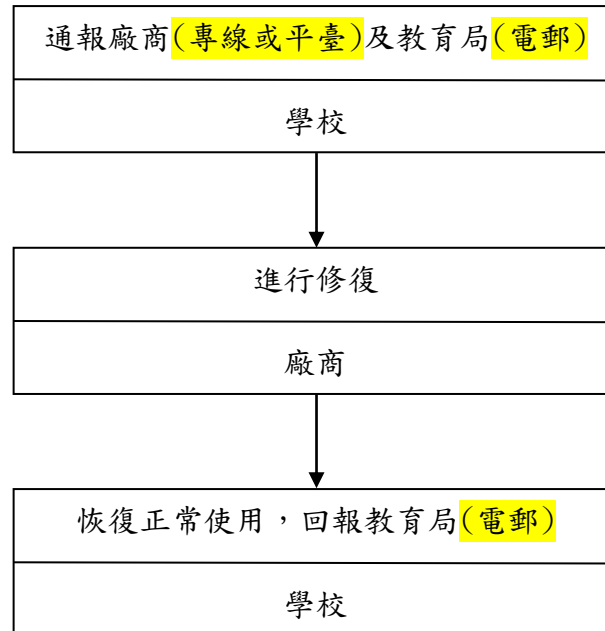 通報廠商(專線或平臺)及教育局(電郵)
學校
進行修復
廠商
恢復正常使用，回報教育局(電郵)
學校